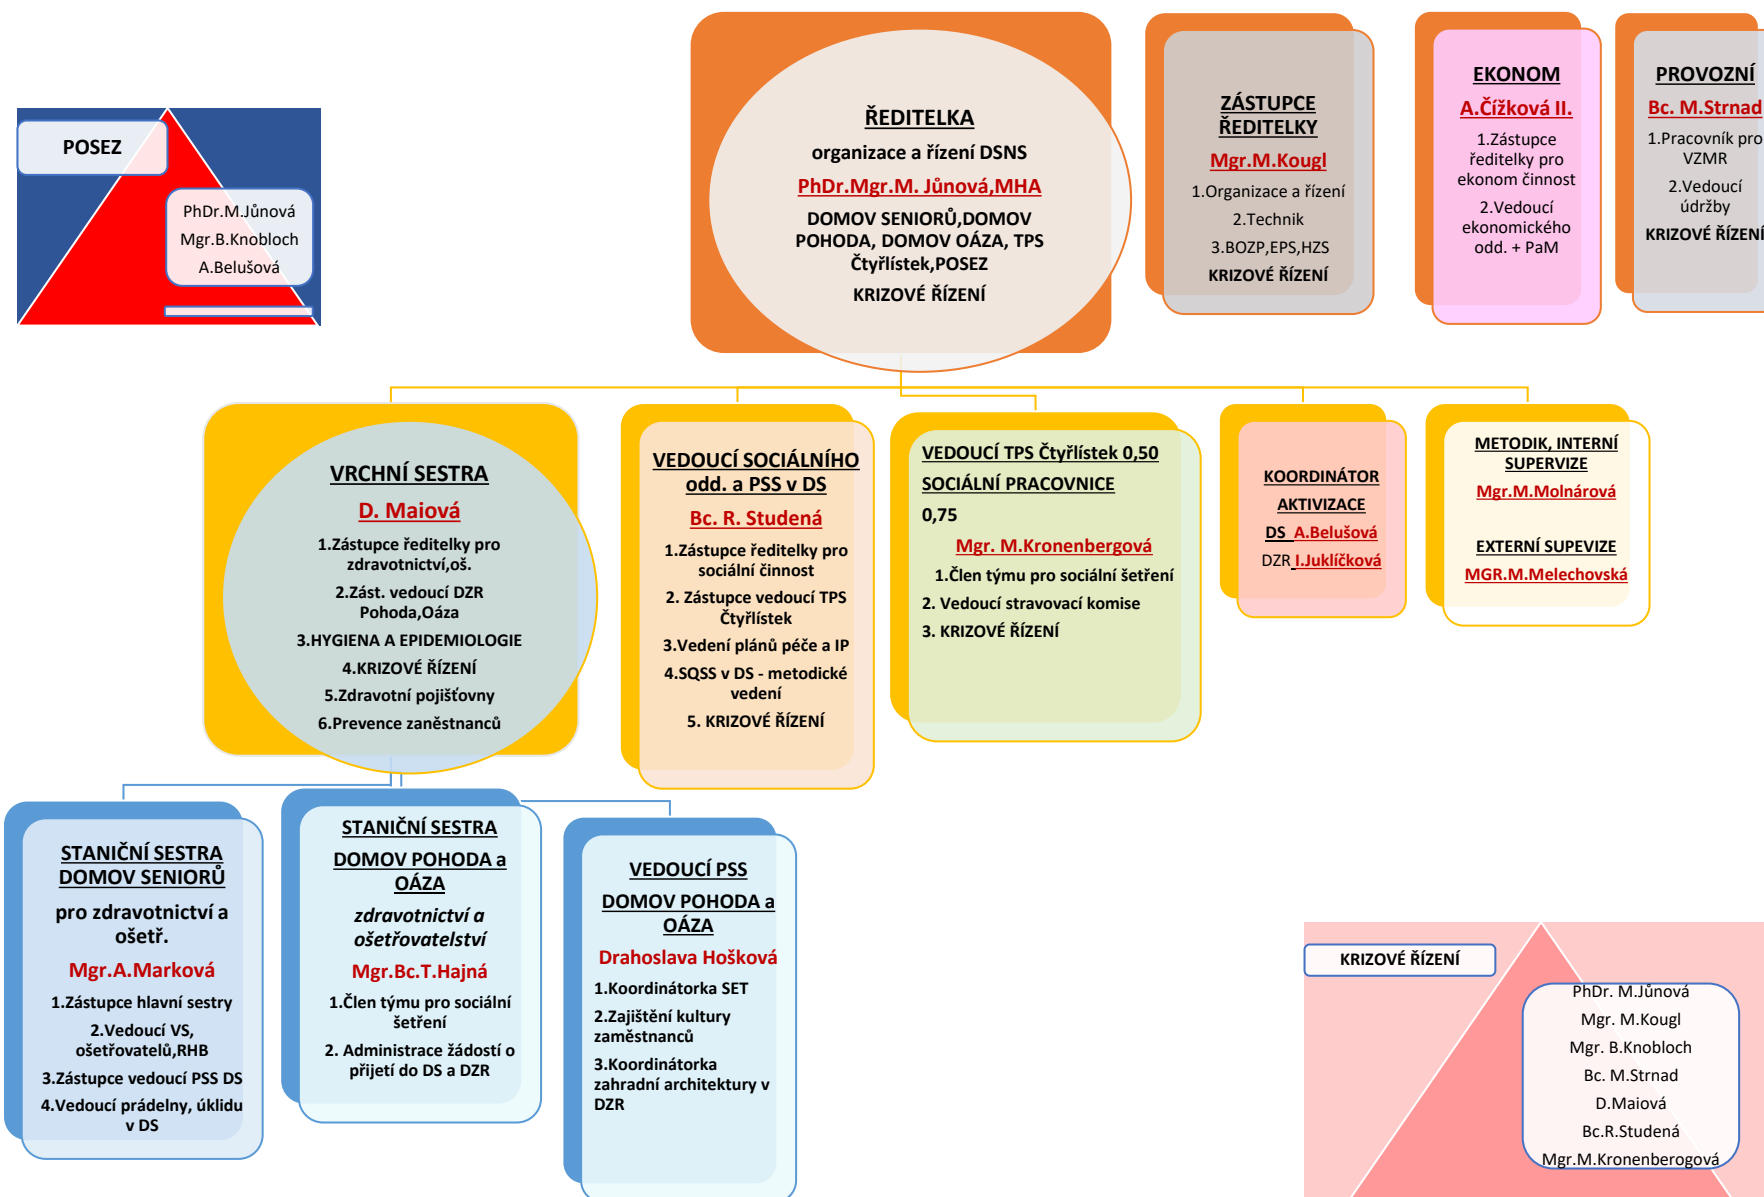 POSEZ
PhDr.M.Jůnová
Mgr.B.Knobloch
A.Belušová
ŘEDITELKA
organizace a řízení DSNS
PhDr.Mgr.M. Jůnová,MHA
DOMOV SENIORŮ,DOMOV
POHODA, DOMOV OÁZA, TPS
Čtyřlístek,POSEZ
KRIZOVÉ ŘÍZENÍ
ZÁSTUPCE
ŘEDITELKY
Mgr.M.Kougl
1.Organizace a řízení
2.Technik
3.BOZP,EPS,HZS
KRIZOVÉ ŘÍZENÍ
EKONOM
A.Čížková II.
1.Zástupce
ředitelky pro
ekonom činnost
2.Vedoucí
ekonomického
odd. + PaM
PROVOZNÍ
Bc. M.Strnad
1.Pracovník pro
VZMR
2.Vedoucí
údržby
KRIZOVÉ ŘÍZENÍ
VRCHNÍ SESTRA
D. Maiová
1.Zástupce ředitelky pro
zdravotnictví,oš.
2.Zást. vedoucí DZR
Pohoda,Oáza
3.HYGIENA A EPIDEMIOLOGIE
4.KRIZOVÉ ŘÍZENÍ
5.Zdravotní pojišťovny
6.Prevence zaněstnanců
VEDOUCÍ SOCIÁLNÍHO
odd. a PSS v DS
Bc. R. Studená
1.Zástupce ředitelky pro
sociální činnost
2. Zástupce vedoucí TPS
Čtyřlístek
3.Vedení plánů péče a IP
4.SQSS v DS - metodické
vedení
5. KRIZOVÉ ŘÍZENÍ
VEDOUCÍ TPS Čtyřlístek 0,50
SOCIÁLNÍ PRACOVNICE
0,75
Mgr. M.Kronenbergová
1.Člen týmu pro sociální šetření
2. Vedoucí stravovací komise
3. KRIZOVÉ ŘÍZENÍ
KOORDINÁTOR
AKTIVIZACE
DS A.Belušová
DZR I.Juklíčková
METODIK, INTERNÍ
SUPERVIZE
Mgr.M.Molnárová
EXTERNÍ SUPEVIZE
MGR.M.Melechovská
STANIČNÍ SESTRA
DOMOV SENIORŮ
pro zdravotnictví a
ošetř.
Mgr.A.Marková
1.Zástupce hlavní sestry
2.Vedoucí VS,
ošetřovatelů,RHB
3.Zástupce vedoucí PSS DS
4.Vedoucí prádelny, úklidu
v DS
STANIČNÍ SESTRA
DOMOV POHODA a
OÁZA
zdravotnictví a
ošetřovatelství
Mgr.Bc.T.Hajná
1.Člen týmu pro sociální
šetření
2. Administrace žádostí o
přijetí do DS a DZR
VEDOUCÍ PSS
DOMOV POHODA a
OÁZA
Drahoslava Hošková
1.Koordinátorka SET
2.Zajištění kultury
zaměstnanců
3.Koordinátorka
zahradní architektury v
DZR
KRIZOVÉ ŘÍZENÍ
PhDr. M.Jůnová
Mgr. M.Kougl
Mgr. B.Knobloch
Bc. M.Strnad
D.Maiová
Bc.R.Studená
Mgr.M.Kronenberogová